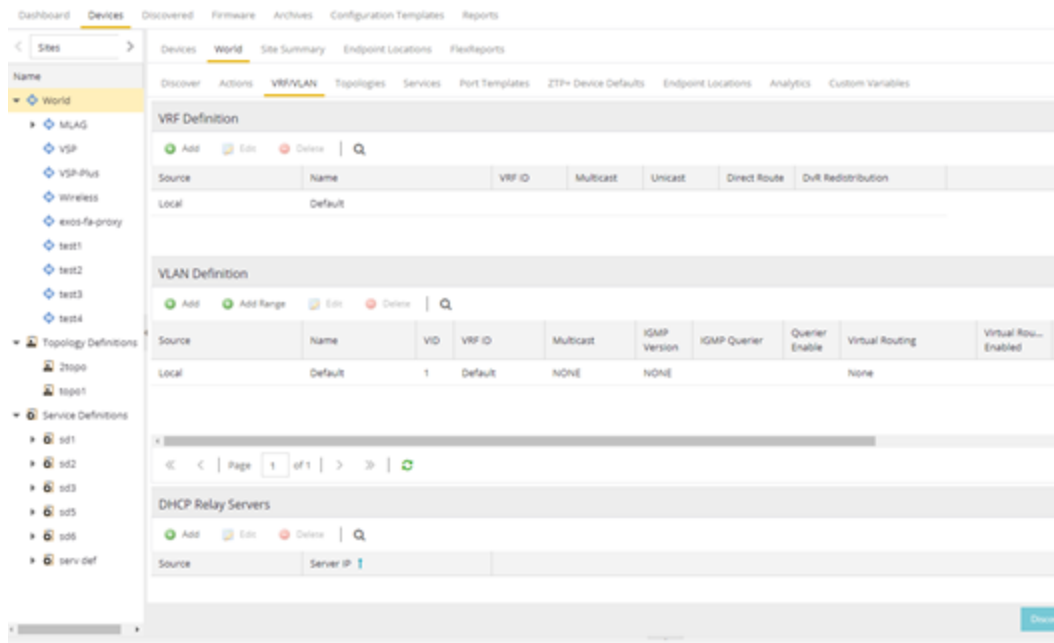 Dashboard Devices Discovered Firmware Archives Configuration Templates Reports
Sites
Name
World
MLAG
VSP
VSP-Plus
Wireless
exos-fa-proxy
test1
test2
test3
test4
Topology Definitions
2topo
topo1
Service Definitions
sd1
sd2
sd3
sd5
sd6
serv def
Devices World Site Summary Endpoint Locations FlexReports
Discover Actions VRF/VLAN Topologies Services Port Templates ZTP+ Device Defaults Endpoint Locations Analytics Custom Variables
VRF Definition
Add Edit Delete
Source Name VRF ID Multicast Unicast Direct Route DvR Redistribution
Local Default
VLAN Definition
Add Add Range Edit Delete
Source Name VID VRF ID Multicast IGMP Version IGMP Querier Querier Enable Virtual Routing Virtual Rou... Enabled
Local Default 1 Default NONE NONE None
Page 1 of 1
DHCP Relay Servers
Add Edit Delete
Source Server IP